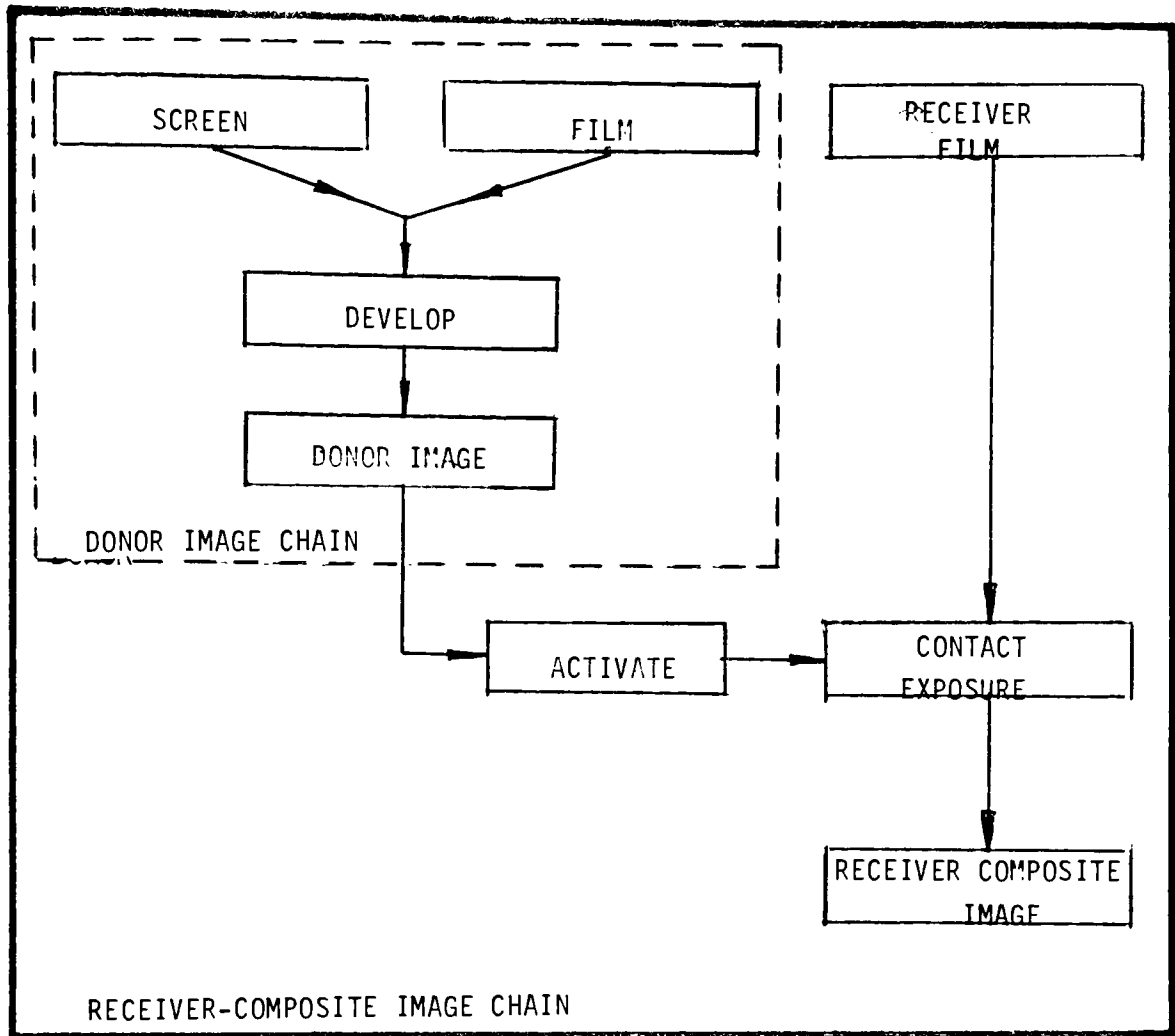 SCREEN
FILM
RECEIVER
FILM
DEVELOP
DONOR IMAGE
DONOR IMAGE CHAIN
ACTIVATE
CONTACT
EXPOSURE
RECEIVER COMPOSITE
IMAGE
RECEIVER-COMPOSITE IMAGE CHAIN